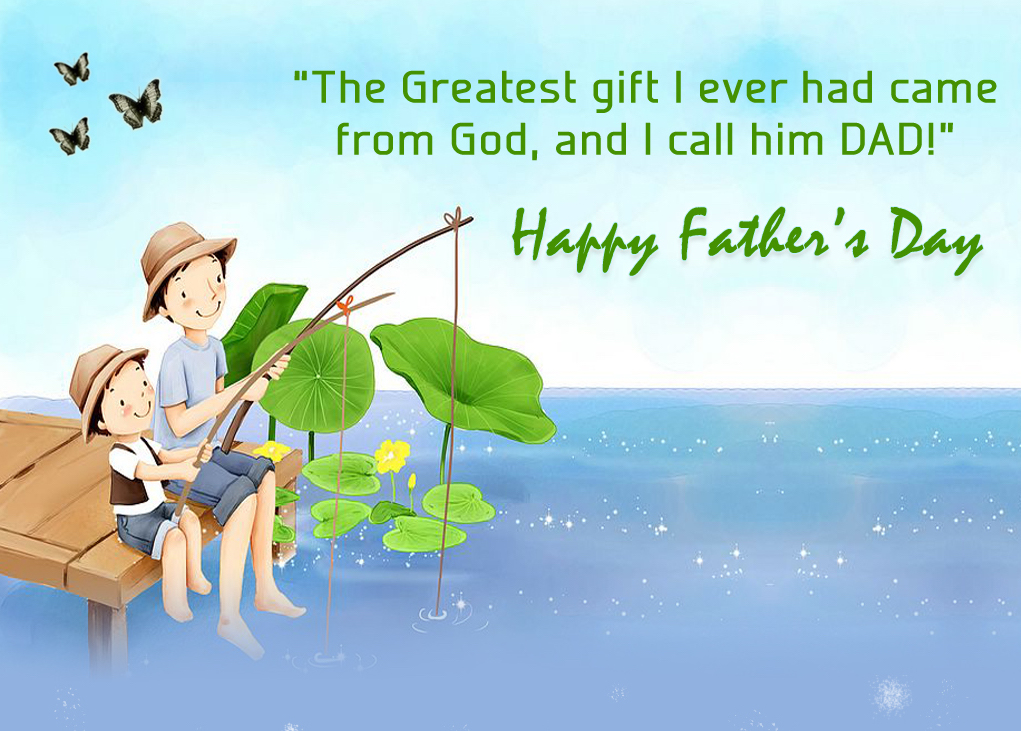 "The Greatest gift I ever had came
from God, and I call him DAD!"
Happy Father's Day